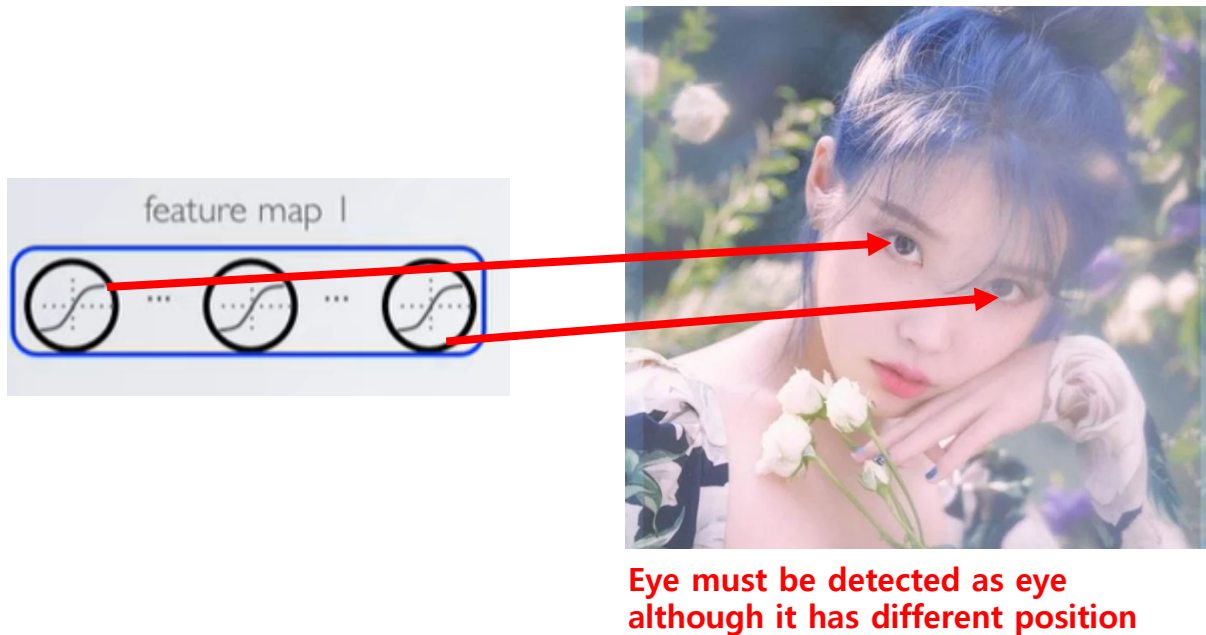 feature map 1
... ...
Eye must be detected as eye
although it has different position